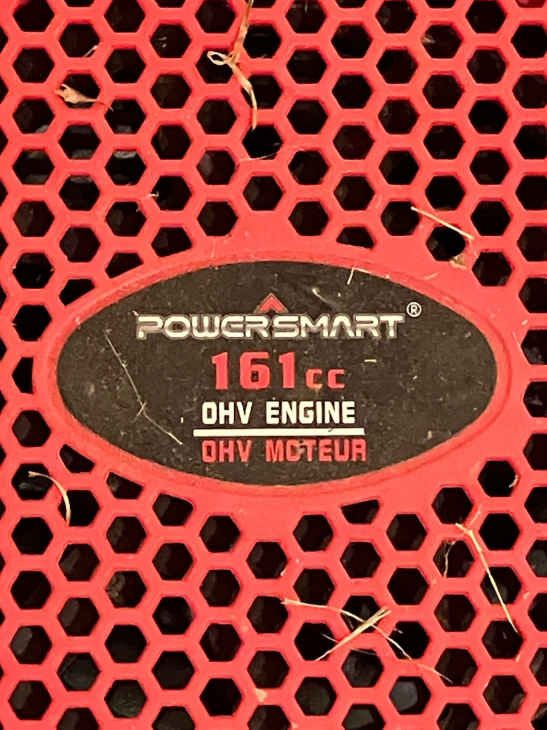 POWERSMART®
161cc
OHV ENGINE
OHV MOTEUR